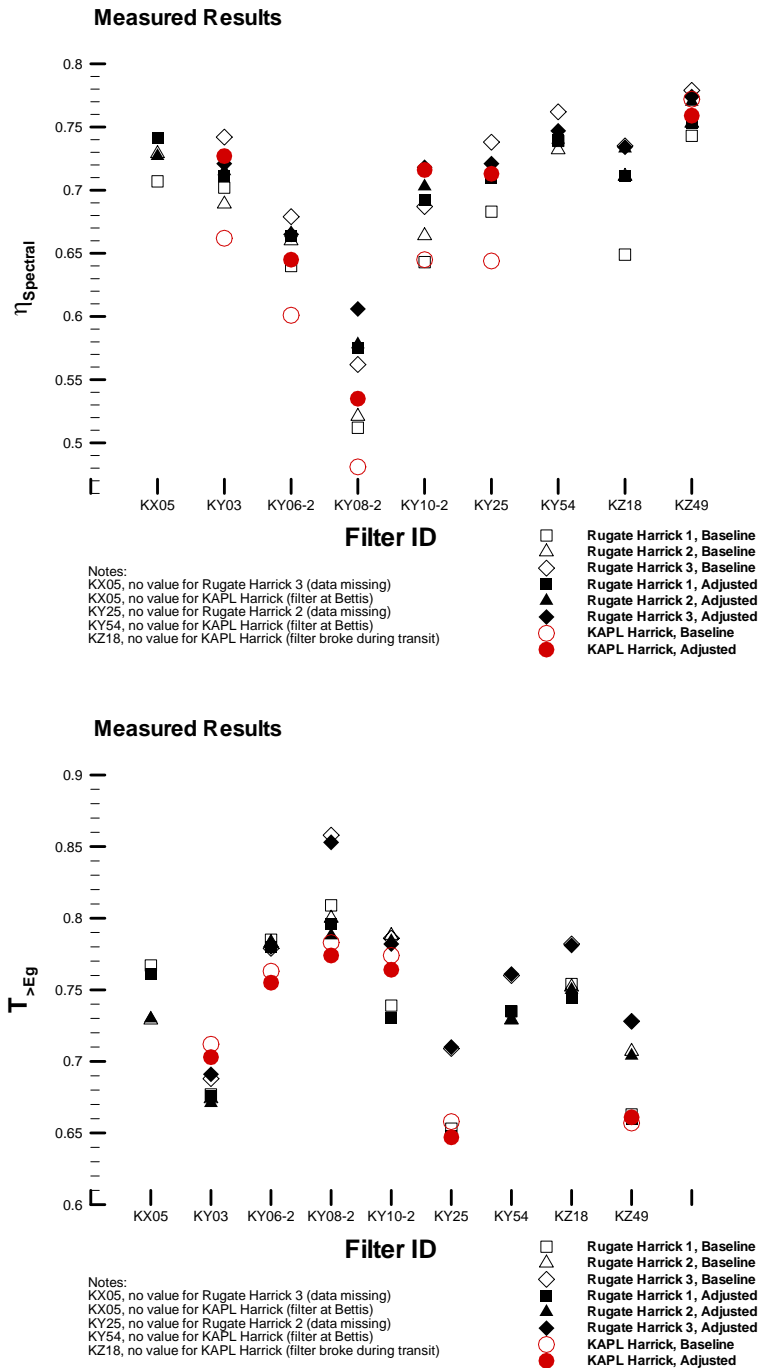 Measured Results
0.8
0.75
0.7
0.65
0.6
0.55
0.5
ηSpectral
KX05 KY03 KY06-2 KY08-2 KY10-2 KY25 KY54 KZ18 KZ49
Filter ID
Notes:
KX05, no value for Rugate Harrick 3 (data missing)
KX05, no value for KAPL Harrick (filter at Bettis)
KY25, no value for Rugate Harrick 2 (data missing)
KY54, no value for KAPL Harrick (filter at Bettis)
KZ18, no value for KAPL Harrick (filter broke during transit)
Rugate Harrick 1, Baseline
Rugate Harrick 2, Baseline
Rugate Harrick 3, Baseline
Rugate Harrick 1, Adjusted
Rugate Harrick 2, Adjusted
Rugate Harrick 3, Adjusted
KAPL Harrick, Baseline
KAPL Harrick, Adjusted
Measured Results
0.9
0.85
0.8
0.75
0.7
0.65
0.6
T>Eg
KX05 KY03 KY06-2 KY08-2 KY10-2 KY25 KY54 KZ18 KZ49
Filter ID
Notes:
KX05, no value for Rugate Harrick 3 (data missing)
KX05, no value for KAPL Harrick (filter at Bettis)
KY25, no value for Rugate Harrick 2 (data missing)
KY54, no value for KAPL Harrick (filter at Bettis)
KZ18, no value for KAPL Harrick (filter broke during transit)
Rugate Harrick 1, Baseline
Rugate Harrick 2, Baseline
Rugate Harrick 3, Baseline
Rugate Harrick 1, Adjusted
Rugate Harrick 2, Adjusted
Rugate Harrick 3, Adjusted
KAPL Harrick, Baseline
KAPL Harrick, Adjusted